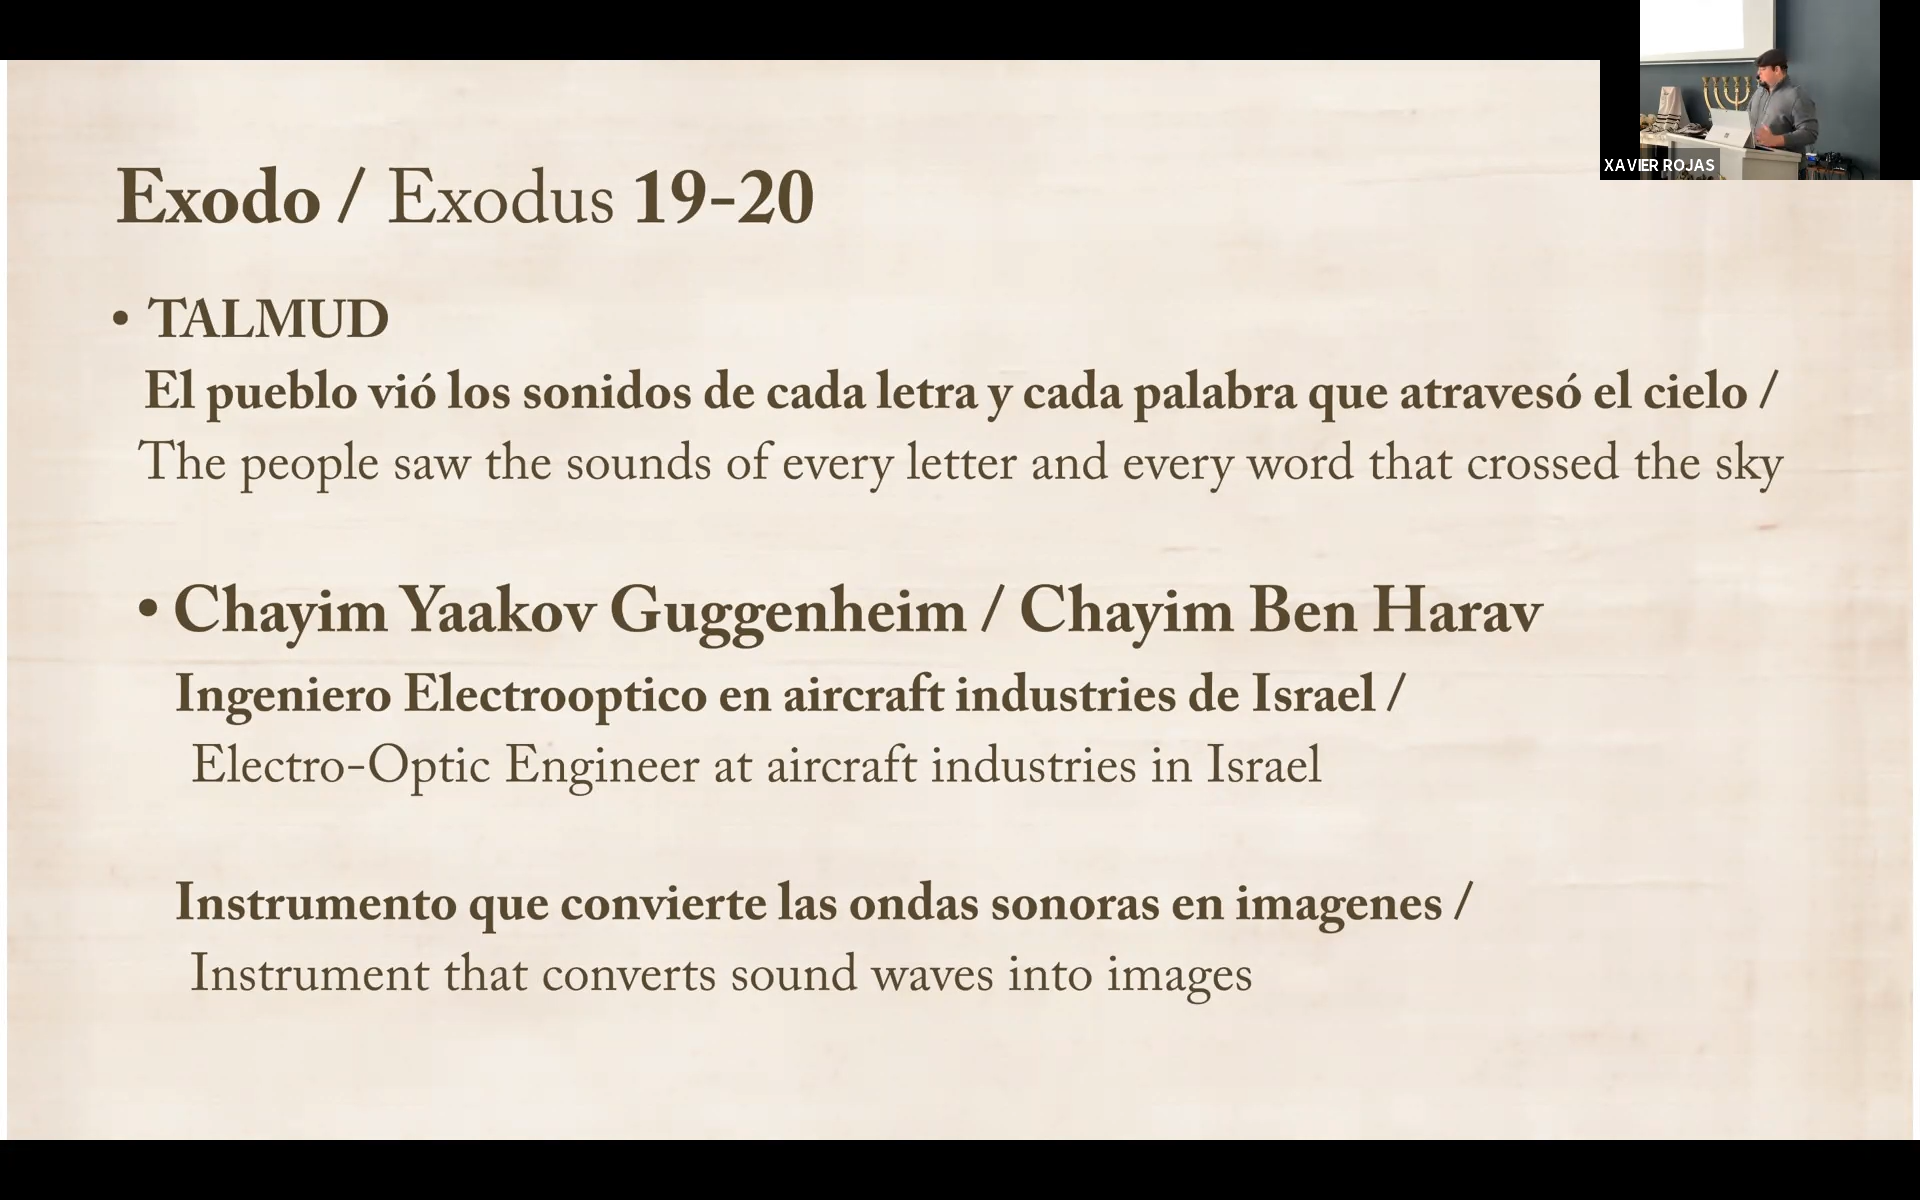 XAVIER ROJAS
Exodo / Exodus 19-20
• TALMUD
El pueblo vió los sonidos de cada letra y cada palabra que atravesó el cielo /
The people saw the sounds of every letter and every word that crossed the sky
• Chayim Yaakov Guggenheim / Chayim Ben Harav
Ingeniero Electrooptico en aircraft industries de Israel /
Electro-Optic Engineer at aircraft industries in Israel
Instrumento que convierte las ondas sonoras en imagenes /
Instrument that converts sound waves into images